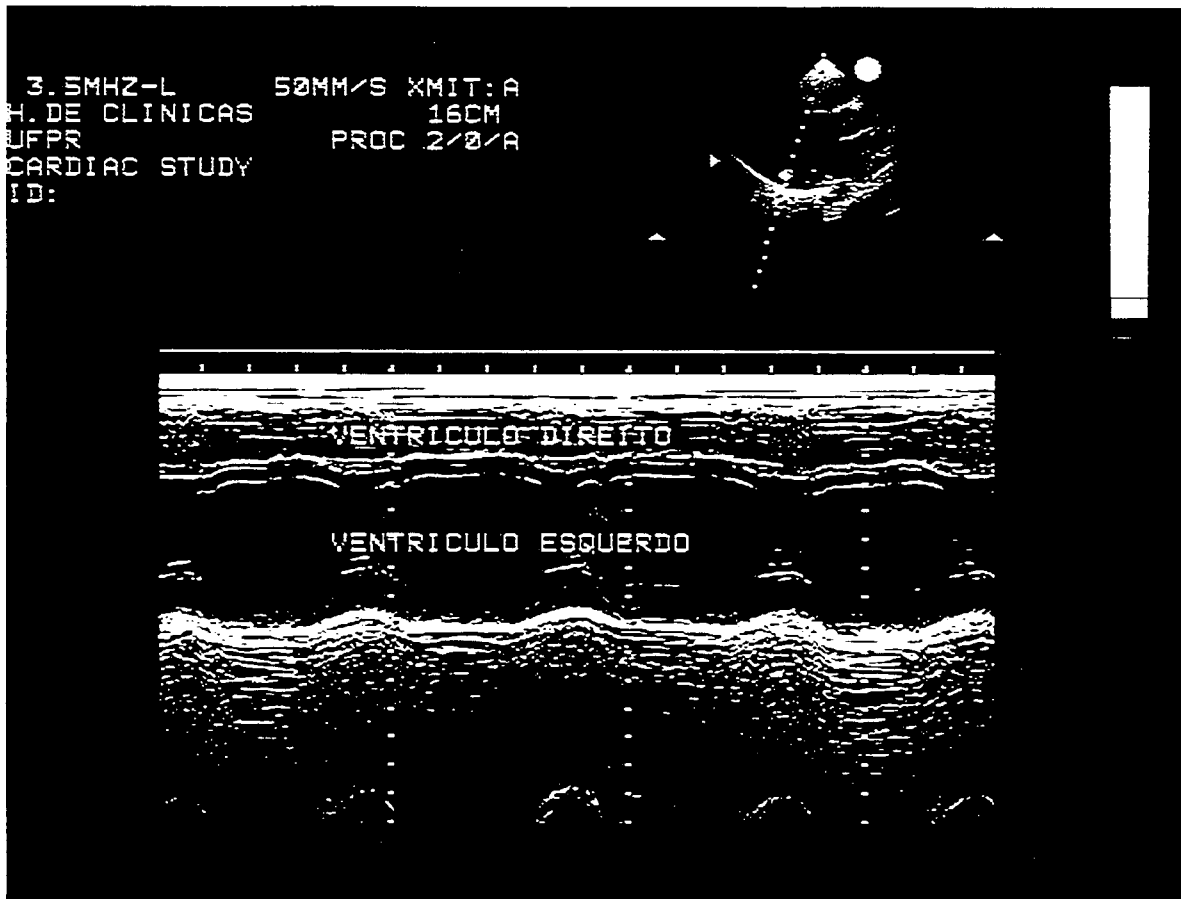 3.5MHZ-L 50MM/S XMIT:A
H.DE CLINICAS 16CM
UFPR PROC 2/0/A
CARDIAC STUDY
ID:
VENTRICULO DIREITO
VENTRICULO ESQUERDO